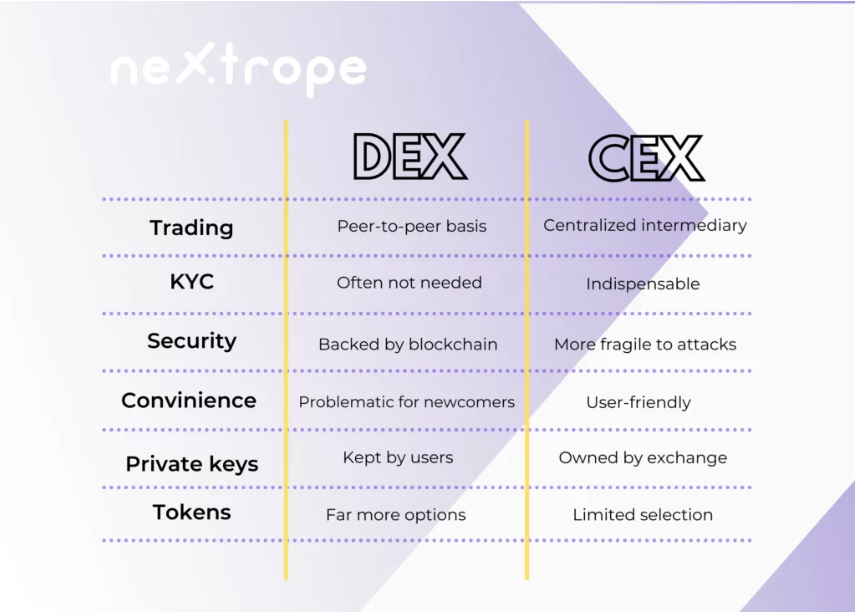 nextrope
DEX CEX
Trading Peer-to-peer basis Centralized intermediary
KYC Often not needed Indispensable
Security Backed by blockchain More fragile to attacks
Convinience Problematic for newcomers User-friendly
Private keys Kept by users Owned by exchange
Tokens Far more options Limited selection